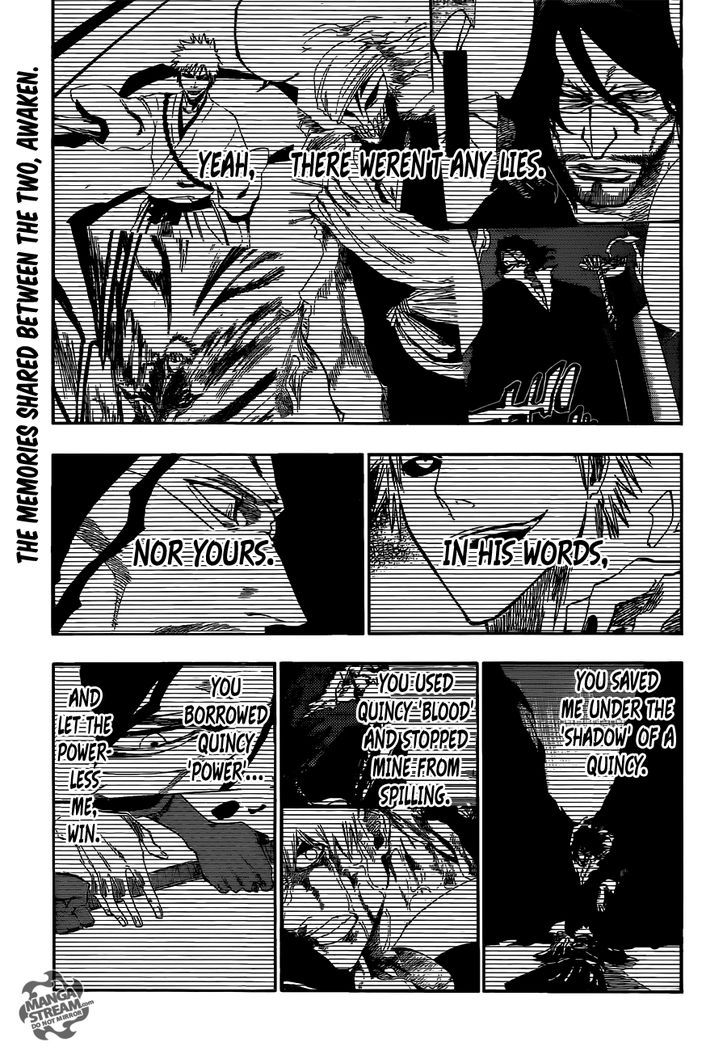 THE MEMORIES SHARED BETWEEN THE TWO, AWAKEN.
YEAH, THERE WEREN'T ANY LIES.
IN HIS WORDS,
NOR YOURS.
YOU SAVED
ME UNDER THE
'SHADOW' OF A
QUINCY.
YOU USED
QUINCY 'BLOOD'
AND STOPPED
MINE FROM
SPILLING.
YOU
BORROWED
QUINCY
'POWER'...
AND
LET THE
POWER-
LESS
ME,
WIN.
MANGA
STREAM.com
DO NOT MIRROR!